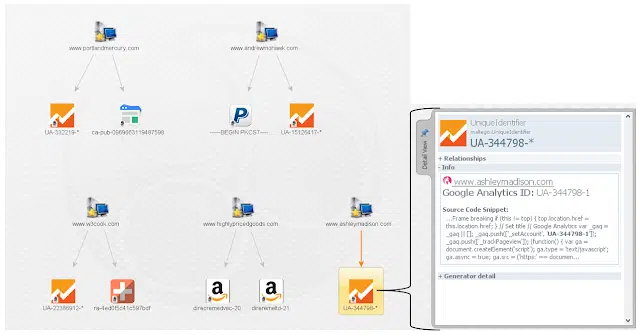 www.portlandmercury.com
www.andrewmohawk.com
UA-332219-*
ca-pub-0989883119487598
-----BEGIN PKCS7-----
UA-15126417-*
www.w3cook.com
www.highlypricedgoods.com
www.ashleymadison.com
UA-22386912-*
ra-4ed0f5c41c597bdf
direremedvso-20
direremeltd-21
UA-344798-*
Detail View
UniqueIdentifier
maltego.UniqueIdentifier
UA-344798-*
+ Relationships
- Info
www.ashleymadison.com
Google Analytics ID: UA-344798-1
Source Code Snippet:
...Frame breaking if (this != top) { top.location.href =
this.location.href; } // Set title // Google Analytics var _gaq =
_gaq || []; _gaq.push(['_setAccount', 'UA-344798-1']);
_gaq.push(['_trackPageview']); (function() { var ga =
document.createElement('script'); ga.type = 'text/javascript';
ga.async = true; ga.src = ('https:' == documen...
+ Generator detail